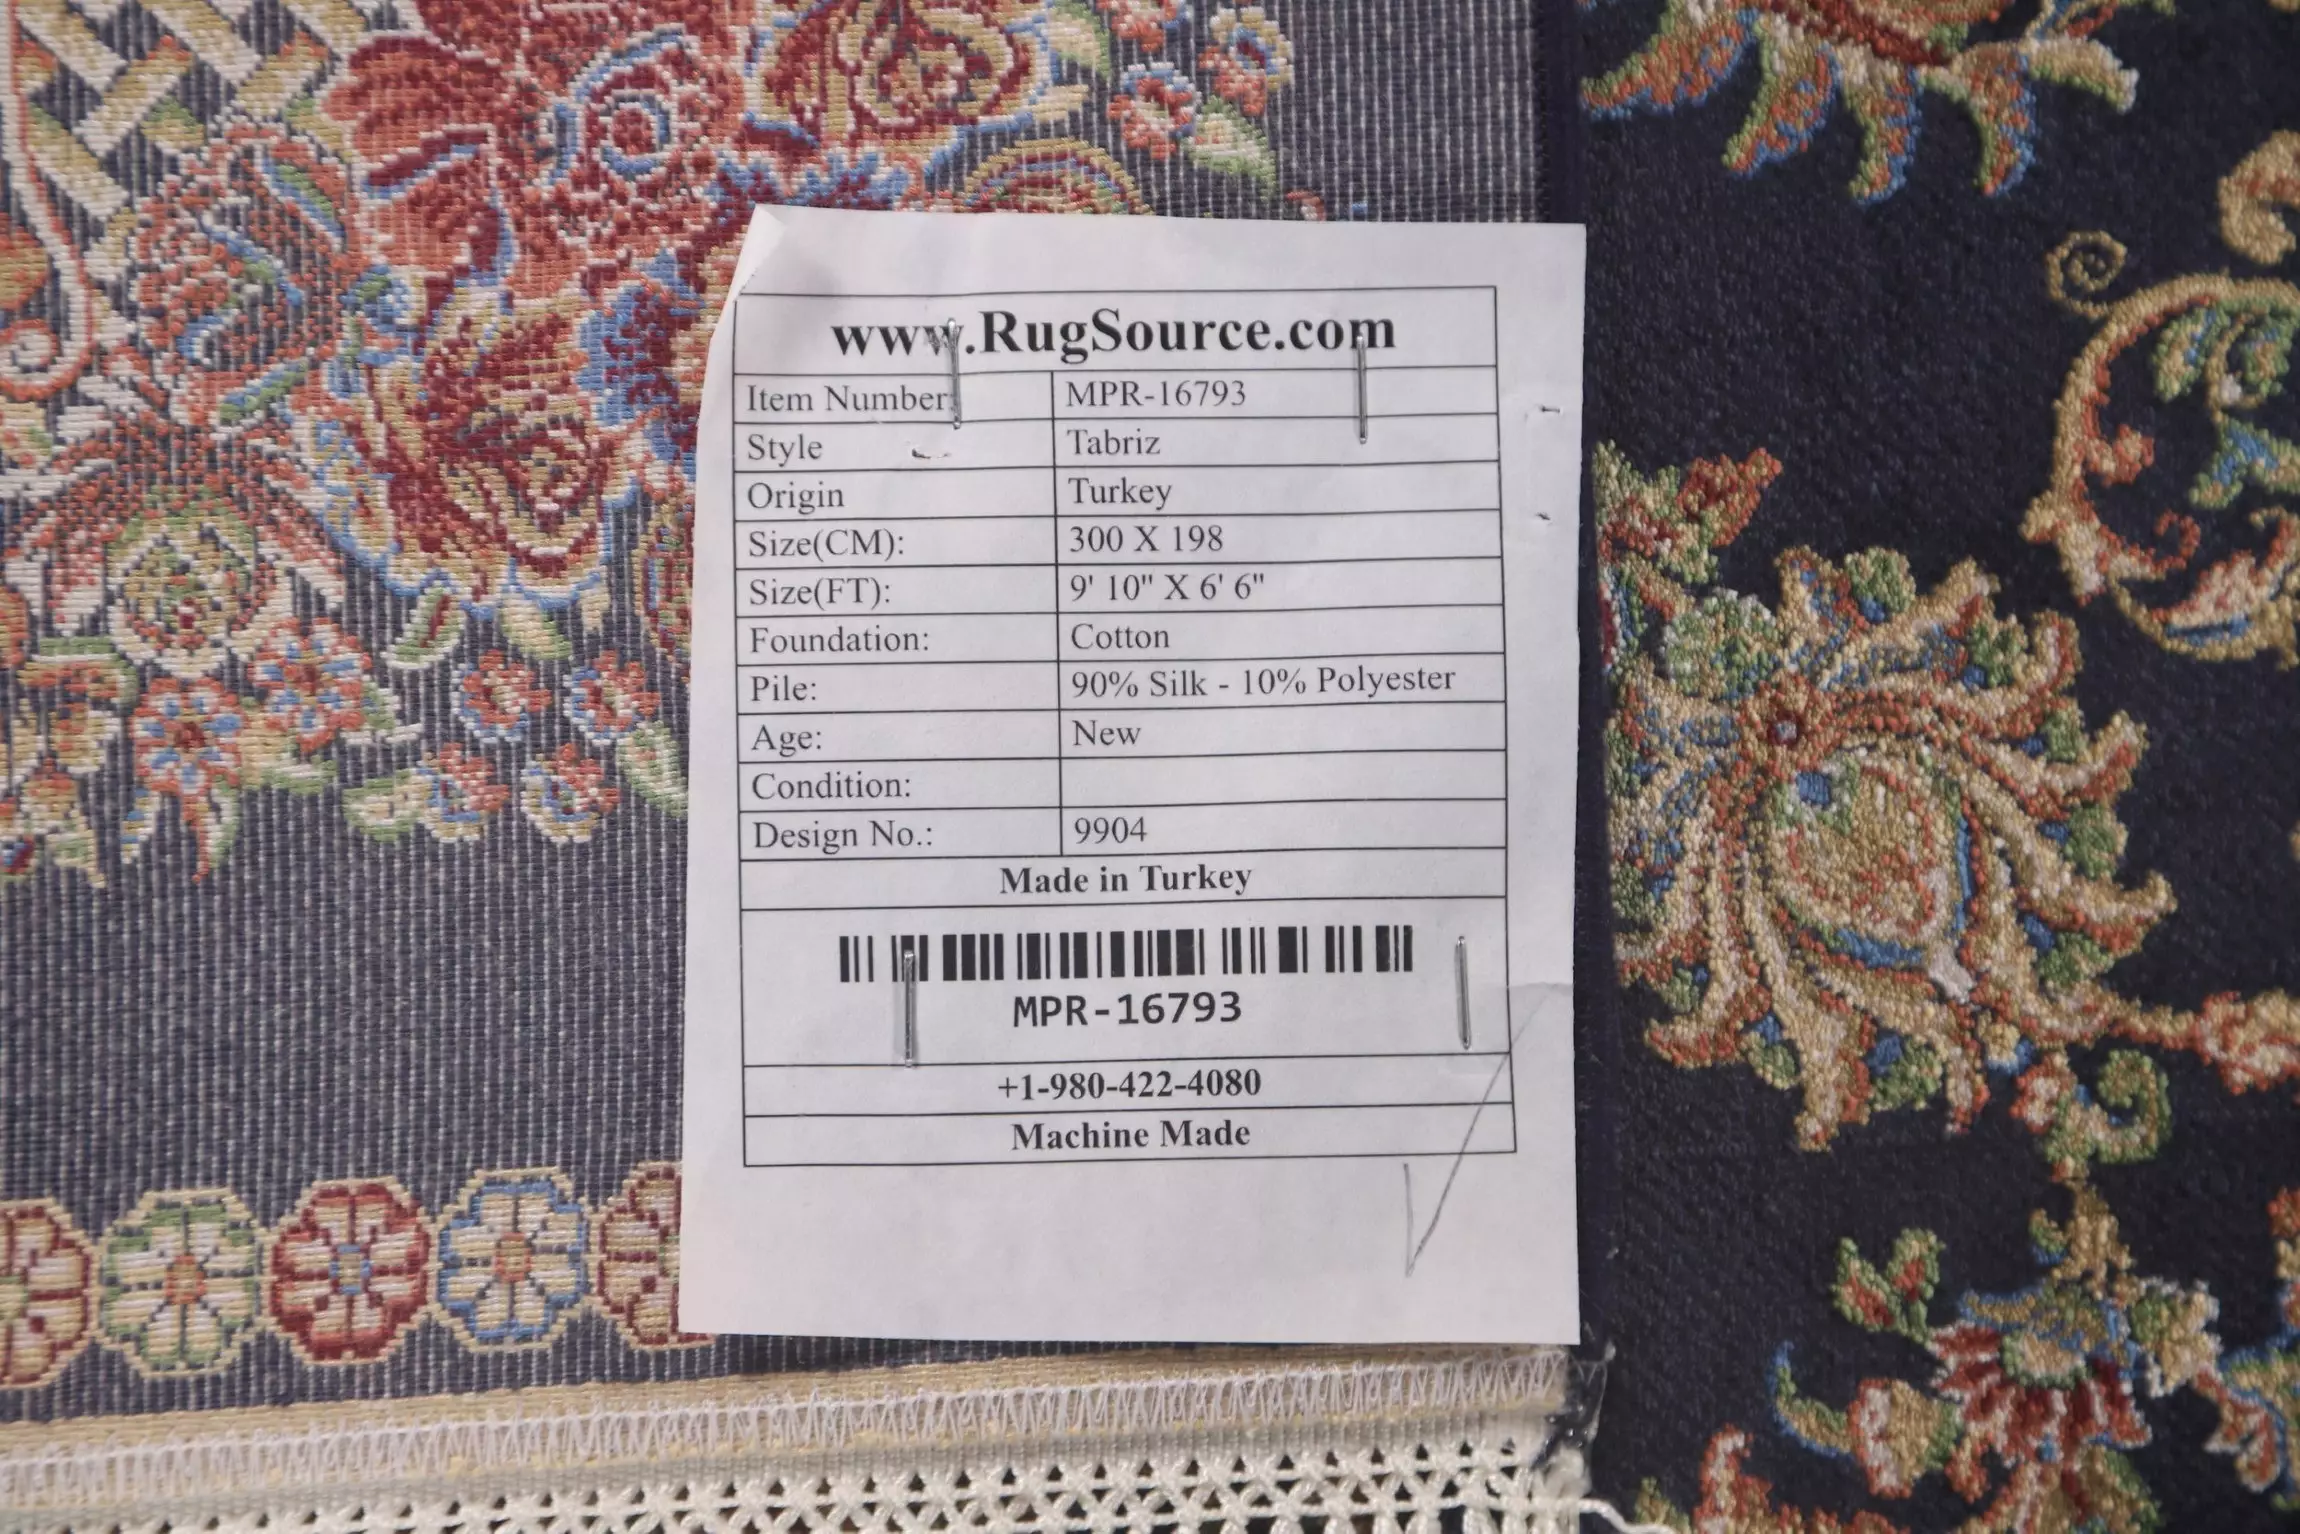 www.RugSource.com
Item Number: MPR-16793
Style Tabriz
Origin Turkey
Size(CM): 300 X 198
Size(FT): 9' 10" X 6' 6"
Foundation: Cotton
Pile: 90% Silk - 10% Polyester
Age: New
Condition:
Design No.: 9904
Made in Turkey
MPR-16793
+1-980-422-4080
Machine Made